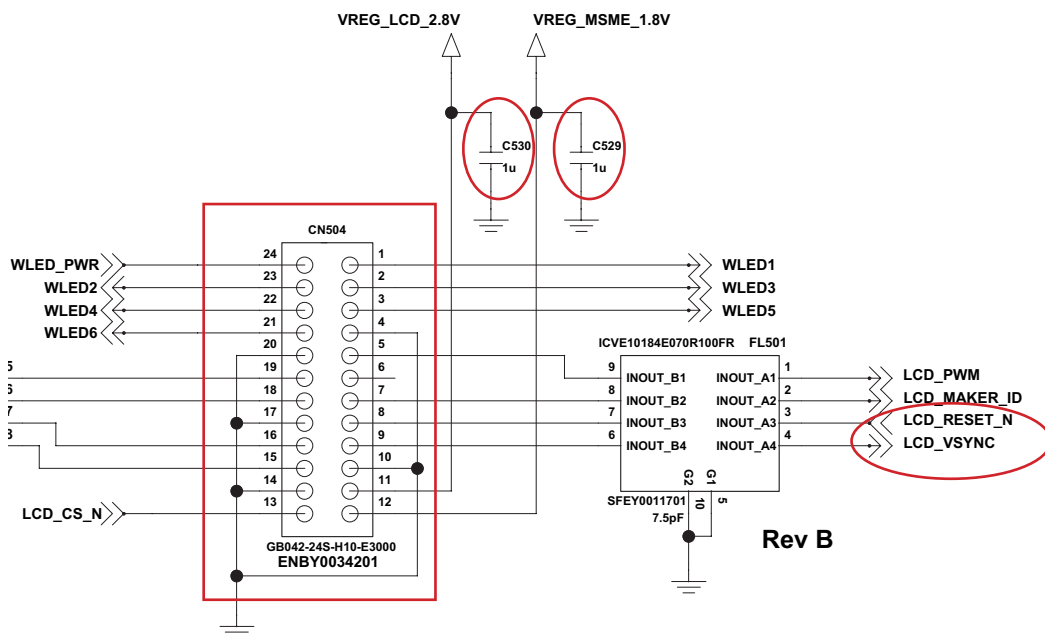 VREG_LCD_2.8V VREG_MSME_1.8V
C530 C529
1u 1u
CN504
24 1
WLED_PWR WLED1
23 2
WLED2 WLED3
22 3
WLED4 WLED5
21 4
WLED6
20 5
ICVE10184E070R100FR FL501
5 19 6 9 INOUT_B1 INOUT_A1 1 LCD_PWM
6 18 7 8 INOUT_B2 INOUT_A2 2 LCD_MAKER_ID
7 17 8 7 INOUT_B3 INOUT_A3 3 LCD_RESET_N
16 9 6 INOUT_B4 INOUT_A4 4 LCD_VSYNC
15 10
14 11 G2 G1
LCD_CS_N 13 12 SFEY0011701 10 5
7.5pF
Rev B
GB042-24S-H10-E3000
ENBY0034201